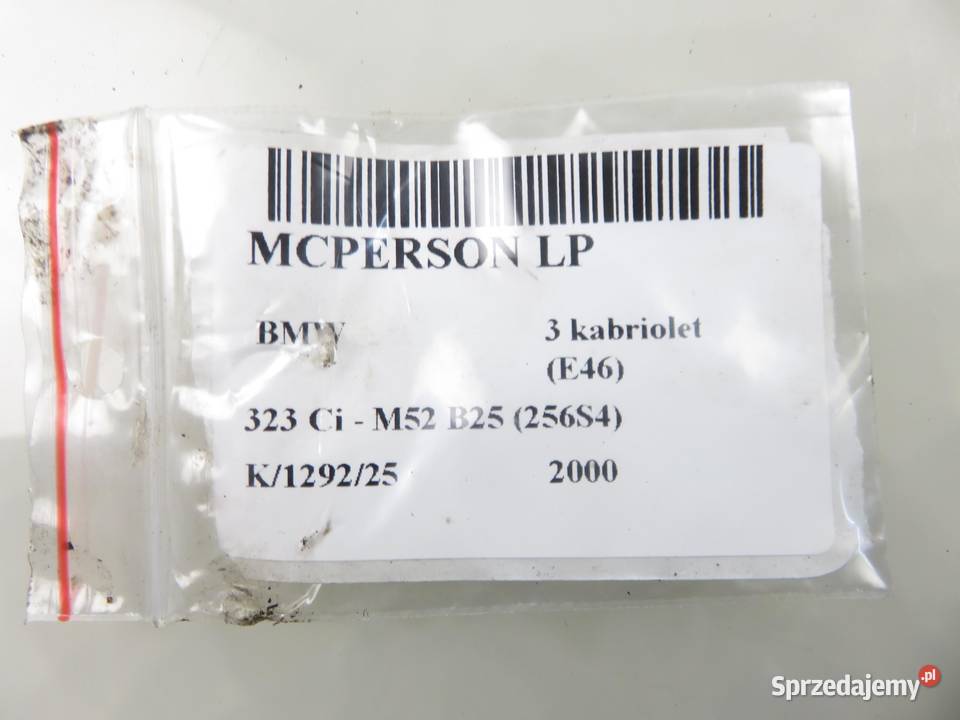 MCPERSON LP
BMW 3 kabriolet
(E46)
323 Ci - M52 B25 (256S4)
K/1292/25 2000
Sprzedajemy.pl